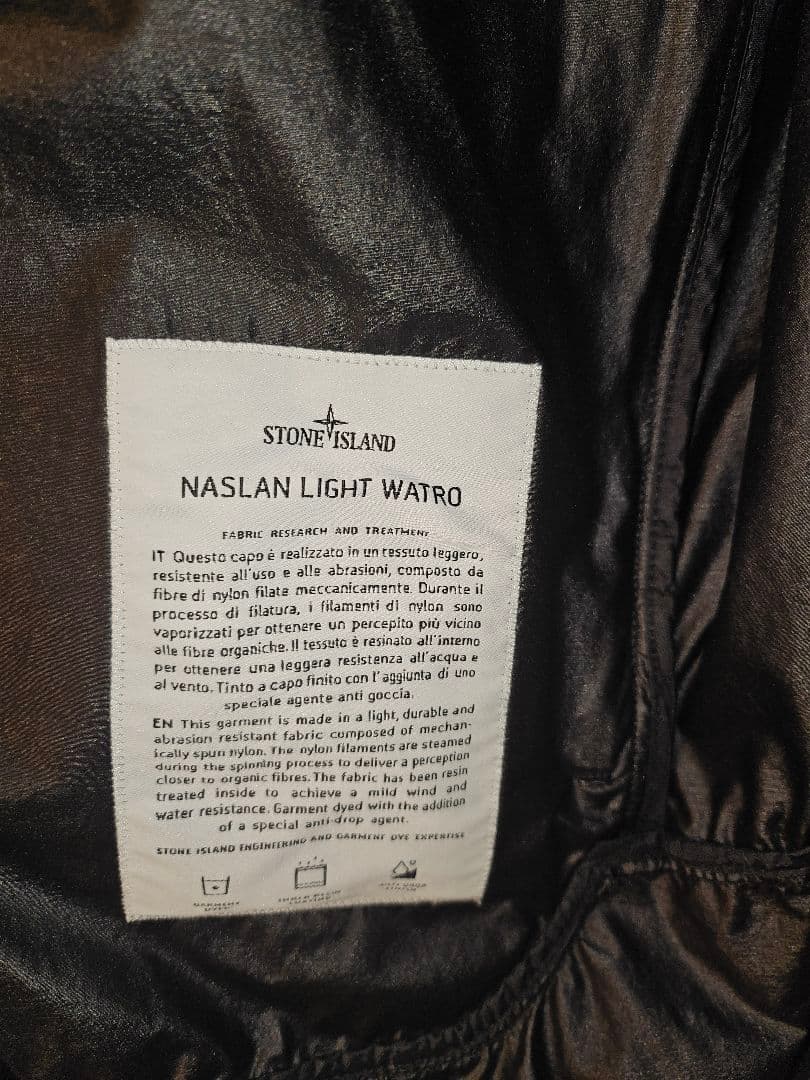 STONE ISLAND
NASLAN LIGHT WATRO
FABRIC RESEARCH AND TREATMENT
IT Questo capo è realizzato in un tessuto leggero,
resistente all'uso e alle abrasioni, composto da
fibre di nylon filate meccanicamente. Durante il
processo di filatura, i filamenti di nylon sono
vaporizzati per ottenere un percepito più vicino
alle fibre organiche. Il tessuto è resinato all'interno
per ottenere una leggera resistenza all'acqua e
al vento. Tinto a capo finito con l'aggiunta di uno
speciale agente anti goccia.
EN This garment is made in a light, durable and
abrasion resistant fabric composed of mechan-
ically spun nylon. The nylon filaments are steamed
during the spinning process to deliver a perception
closer to organic fibres. The fabric has been resin
treated inside to achieve a mild wind and
water resistance. Garment dyed with the addition
of a special anti-drop agent.
STONE ISLAND ENGINEERING AND GARMENT DYE EXPERTISE
GARMENT